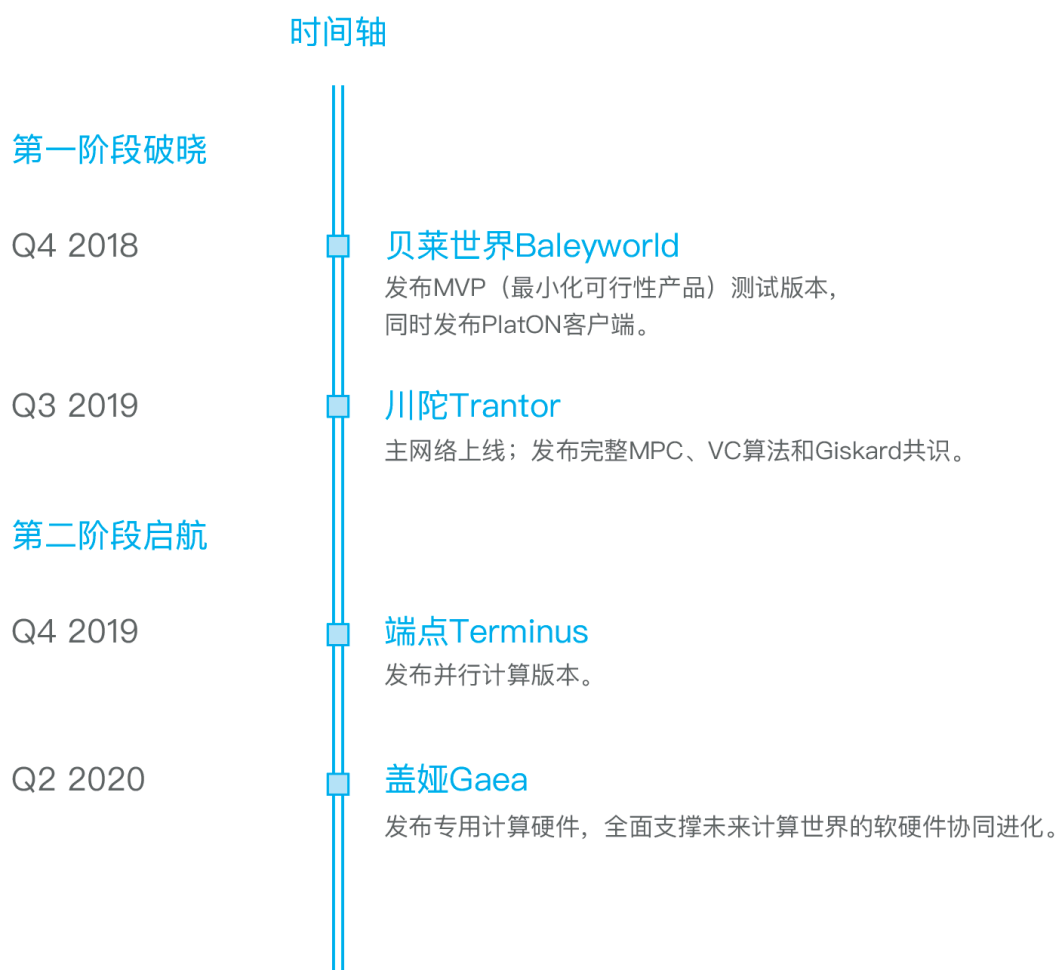 时间轴
第一阶段破晓
Q4 2018
贝莱世界Baleyworld
发布MVP（最小化可行性产品）测试版本，
同时发布PlatON客户端。
Q3 2019
川陀Trantor
主网络上线；发布完整MPC、VC算法和Giskard共识。
第二阶段启航
Q4 2019
端点Terminus
发布并行计算版本。
Q2 2020
盖娅Gaea
发布专用计算硬件，全面支撑未来计算世界的软硬件协同进化。